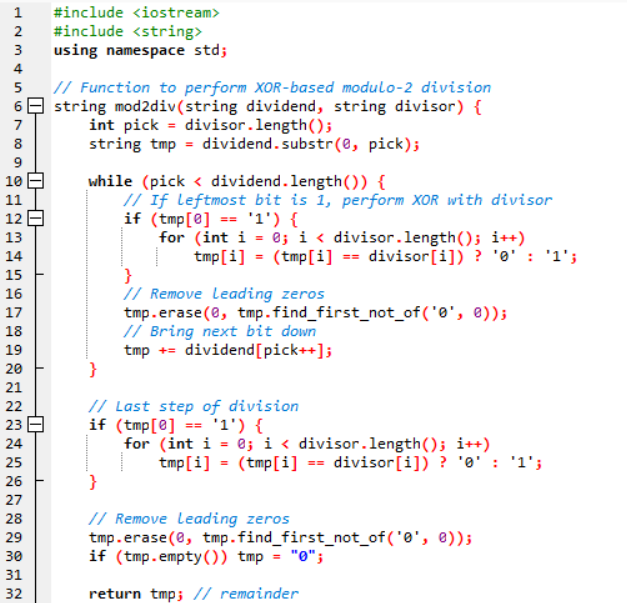 1 #include <iostream>
2 #include <string>
3 using namespace std;
4
5 // Function to perform XOR-based modulo-2 division
6 string mod2div(string dividend, string divisor) {
7     int pick = divisor.length();
8     string tmp = dividend.substr(0, pick);
9
10     while (pick < dividend.length()) {
11         // If leftmost bit is 1, perform XOR with divisor
12         if (tmp[0] == '1') {
13             for (int i = 0; i < divisor.length(); i++)
14                 tmp[i] = (tmp[i] == divisor[i]) ? '0' : '1';
15         }
16         // Remove leading zeros
17         tmp.erase(0, tmp.find_first_not_of('0', 0));
18         // Bring next bit down
19         tmp += dividend[pick++];
20     }
21
22     // Last step of division
23     if (tmp[0] == '1') {
24         for (int i = 0; i < divisor.length(); i++)
25             tmp[i] = (tmp[i] == divisor[i]) ? '0' : '1';
26     }
27
28     // Remove leading zeros
29     tmp.erase(0, tmp.find_first_not_of('0', 0));
30     if (tmp.empty()) tmp = "0";
31
32     return tmp; // remainder